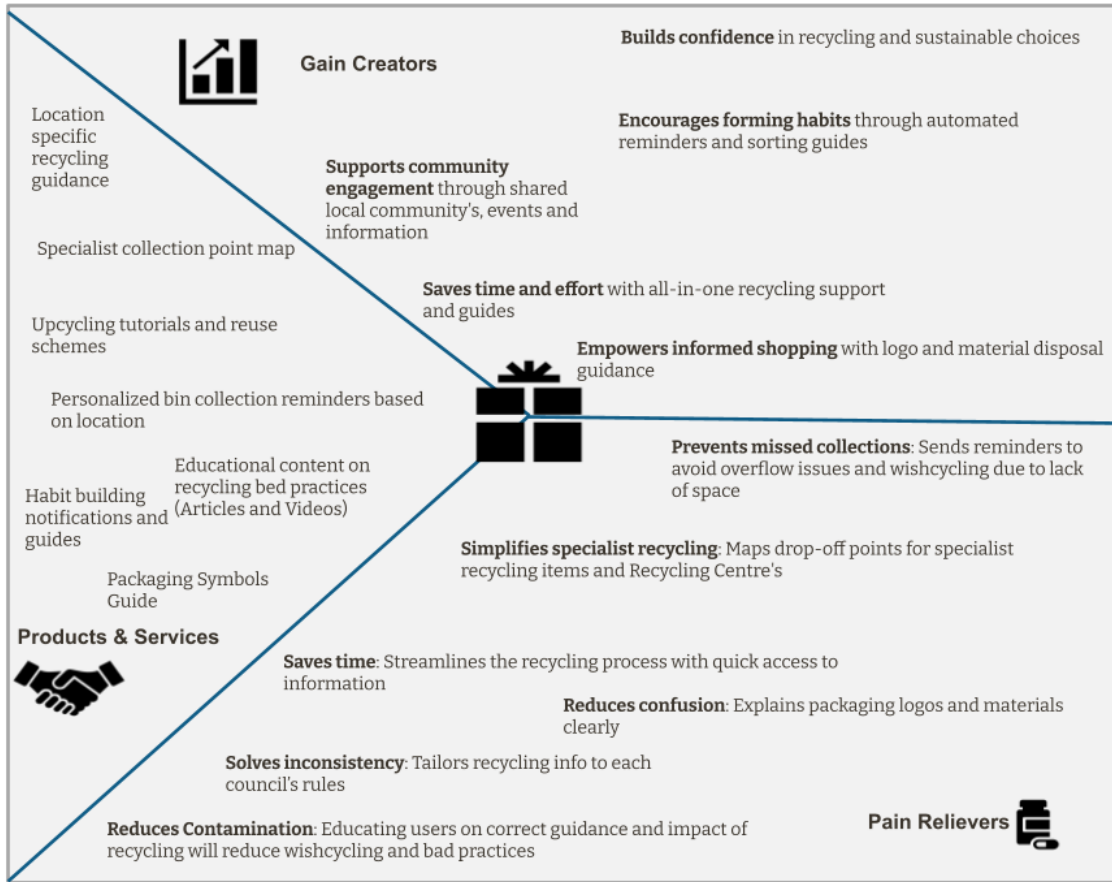 Gain Creators
Builds confidence in recycling and sustainable choices
Encourages forming habits through automated
reminders and sorting guides
Supports community
engagement through shared
local community's, events and
information
Saves time and effort with all-in-one recycling support
and guides
Empowers informed shopping with logo and material disposal
guidance
Location
specific
recycling
guidance
Specialist collection point map
Upcycling tutorials and reuse
schemes
Personalized bin collection reminders based
on location
Educational content on
recycling bed practices
(Articles and Videos)
Habit building
notifications and
guides
Packaging Symbols
Guide
Products & Services
Prevents missed collections: Sends reminders to
avoid overflow issues and wishcycling due to lack
of space
Simplifies specialist recycling: Maps drop-off points for specialist
recycling items and Recycling Centre's
Saves time: Streamlines the recycling process with quick access to
information
Reduces confusion: Explains packaging logos and materials
clearly
Solves inconsistency: Tailors recycling info to each
council's rules
Reduces Contamination: Educating users on correct guidance and impact of
recycling will reduce wishcycling and bad practices
Pain Relievers